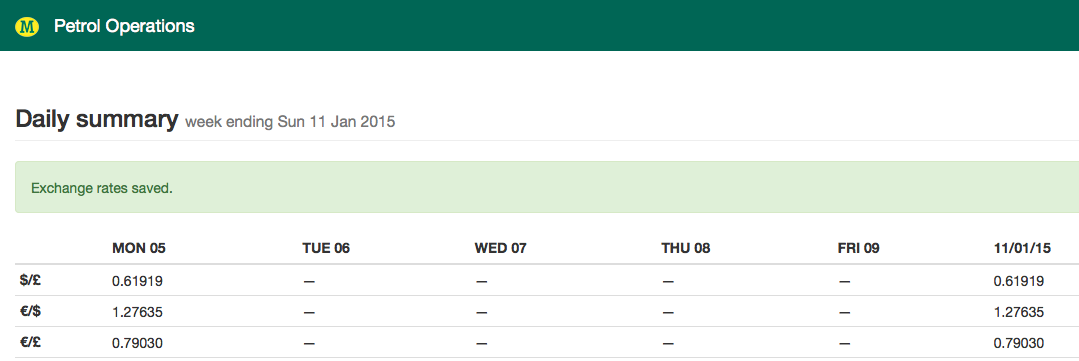 M Petrol Operations
Daily summary week ending Sun 11 Jan 2015
Exchange rates saved.
MON 05 TUE 06 WED 07 THU 08 FRI 09 11/01/15
$/£ 0.61919 — — — — 0.61919
€/$ 1.27635 — — — — 1.27635
€/£ 0.79030 — — — — 0.79030